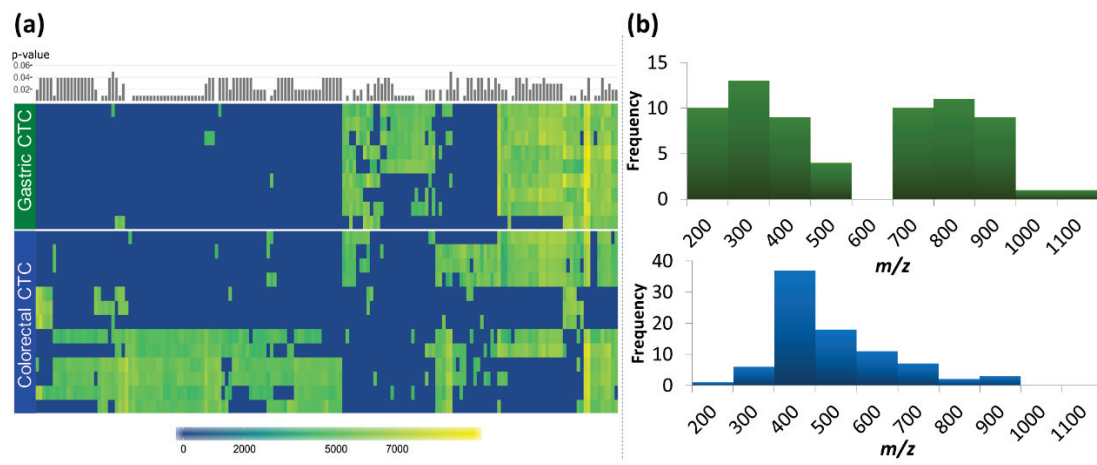 (a)
p-value
0.06
0.04
0.02
Gastric CTC
Colorectal CTC
0 2000 5000 7000
(b)
Frequency
15
10
5
0
200 300 400 500 600 700 800 900 1000 1100
m/z
Frequency
40
30
20
10
0
200 300 400 500 600 700 800 900 1000 1100
m/z